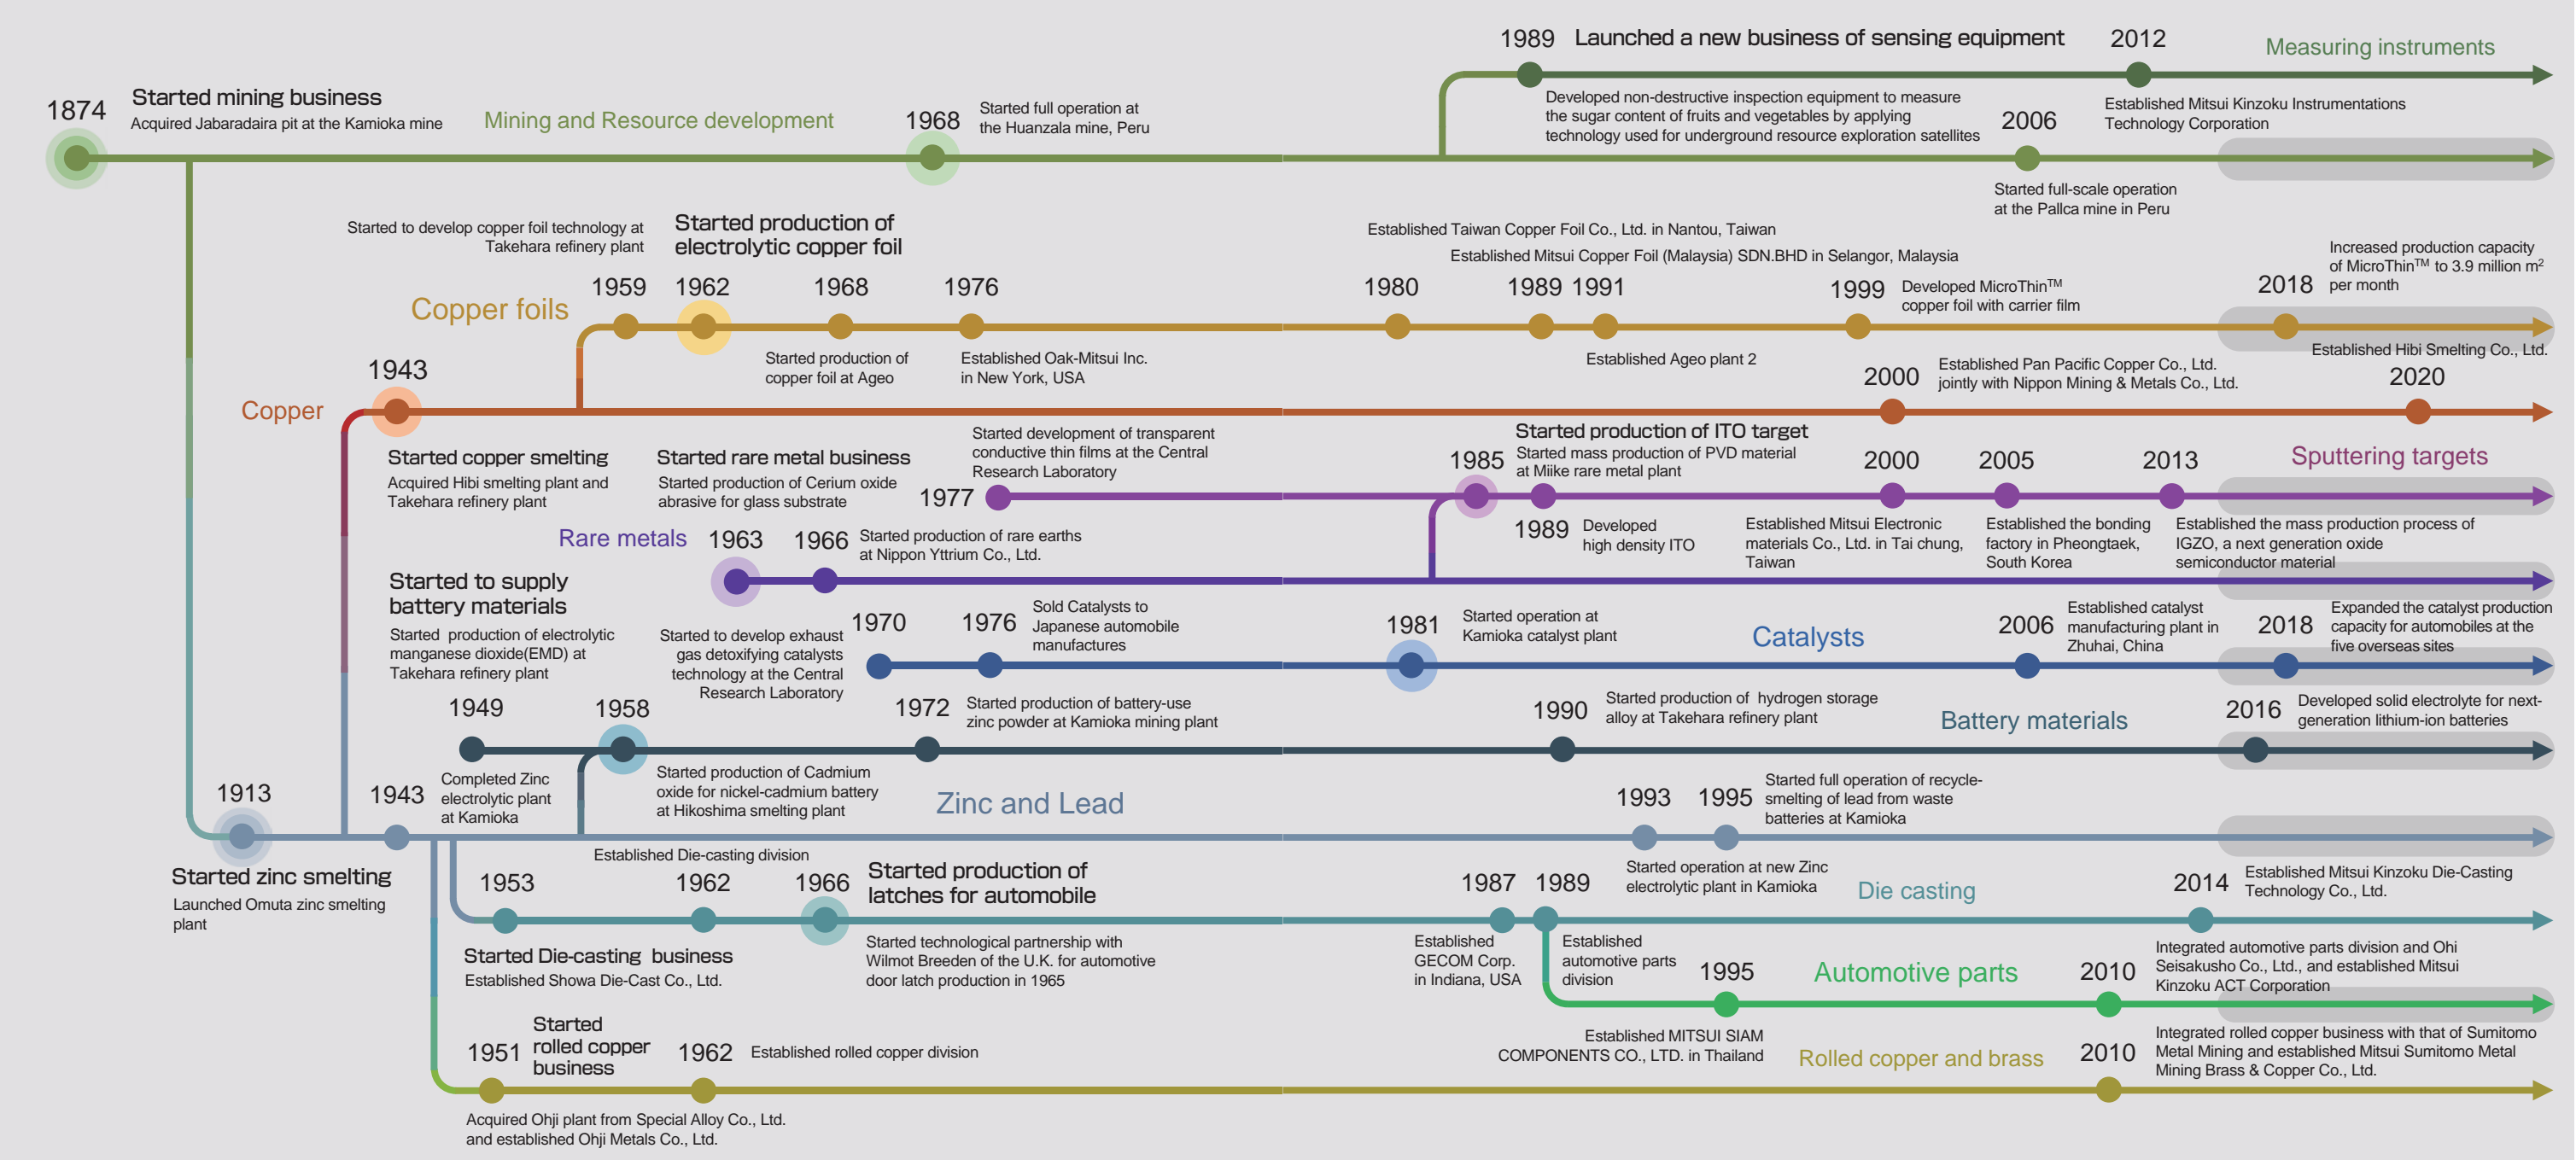 1989 Launched a new business of sensing equipment 2012 Measuring instruments
1874
Started mining business
Acquired Jabaradaira pit at the Kamioka mine
Mining and Resource development
1968
Started full operation at
the Huanzala mine, Peru
Developed non-destructive inspection equipment to measure
the sugar content of fruits and vegetables by applying
technology used for underground resource exploration satellites
2006
Established Mitsui Kinzoku Instrumentations
Technology Corporation
Started full-scale operation
at the Pallca mine in Peru
Started to develop copper foil technology at
Takehara refinery plant
Started production of
electrolytic copper foil
Established Taiwan Copper Foil Co., Ltd. in Nantou, Taiwan
Established Mitsui Copper Foil (Malaysia) SDN.BHD in Selangor, Malaysia
Increased production capacity
of MicroThin™ to 3.9 million m²
per month
Copper foils
1959 1962 1968 1976 1980 1989 1991 1999
Developed MicroThin™
copper foil with carrier film
2018
Started production of
copper foil at Ageo
Established Oak-Mitsui Inc.
in New York, USA
Established Ageo plant 2
Established Hibi Smelting Co., Ltd.
Copper
1943
2000
Established Pan Pacific Copper Co., Ltd.
jointly with Nippon Mining & Metals Co., Ltd.
2020
Started copper smelting
Acquired Hibi smelting plant and
Takehara refinery plant
Started rare metal business
Started production of Cerium oxide
abrasive for glass substrate
Started development of transparent
conductive thin films at the Central
Research Laboratory
1977
Started production of ITO target
1985
Started mass production of PVD material
at Miike rare metal plant
2000 2005 2013 Sputtering targets
1989
Developed
high density ITO
Established Mitsui Electronic
materials Co., Ltd. in Tai chung,
Taiwan
Established the bonding
factory in Pheongtaek,
South Korea
Established the mass production process of
IGZO, a next generation oxide
semiconductor material
Rare metals 1963 1966
Started production of rare earths
at Nippon Yttrium Co., Ltd.
Started to supply
battery materials
Started production of electrolytic
manganese dioxide(EMD) at
Takehara refinery plant
Started to develop exhaust
gas detoxifying catalysts
technology at the Central
Research Laboratory
1970 1976
Sold Catalysts to
Japanese automobile
manufactures
1981
Started operation at
Kamioka catalyst plant
Catalysts
2006
Established catalyst
manufacturing plant in
Zhuhai, China
2018
Expanded the catalyst production
capacity for automobiles at the
five overseas sites
1949 1958 1972
Started production of battery-use
zinc powder at Kamioka mining plant
1990
Started production of hydrogen storage
alloy at Takehara refinery plant
Battery materials
2016
Developed solid electrolyte for next-
generation lithium-ion batteries
1913 1943
Completed Zinc
electrolytic plant
at Kamioka
Started production of Cadmium
oxide for nickel-cadmium battery
at Hikoshima smelting plant
Zinc and Lead
1993 1995
Started full operation of recycle-
smelting of lead from waste
batteries at Kamioka
Started zinc smelting
Launched Omuta zinc smelting
plant
Established Die-casting division
1953 1962 1966
Started production of
latches for automobile
1987 1989
Started operation at new Zinc
electrolytic plant in Kamioka
Die casting
2014
Established Mitsui Kinzoku Die-Casting
Technology Co., Ltd.
Started Die-casting business
Established Showa Die-Cast Co., Ltd.
Started technological partnership with
Wilmot Breeden of the U.K. for automotive
door latch production in 1965
Established
GECOM Corp.
in Indiana, USA
Established
automotive parts
division
1995
Automotive parts
2010
Integrated automotive parts division and Ohi
Seisakusho Co., Ltd., and established Mitsui
Kinzoku ACT Corporation
1951
Started
rolled copper
business
1962 Established rolled copper division
Established MITSUI SIAM
COMPONENTS CO., LTD. in Thailand
Rolled copper and brass
2010
Integrated rolled copper business with that of Sumitomo
Metal Mining and established Mitsui Sumitomo Metal
Mining Brass & Copper Co., Ltd.
Acquired Ohji plant from Special Alloy Co., Ltd.
and established Ohji Metals Co., Ltd.